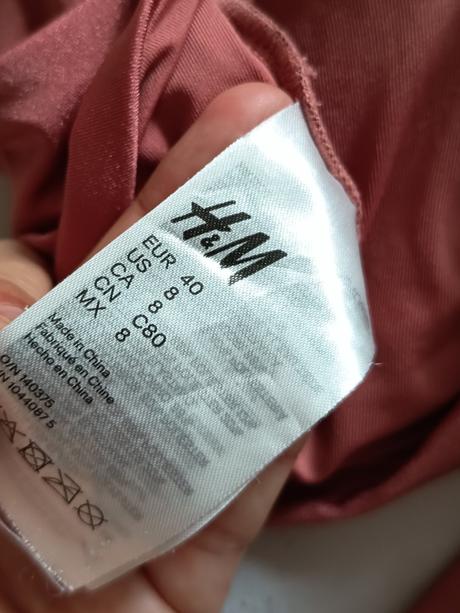 H&M
EUR 40
US 8
CA 8
CN C80
MX 8
Made in China
Fabriqué en Chine
Hecho en China
O/N 140375